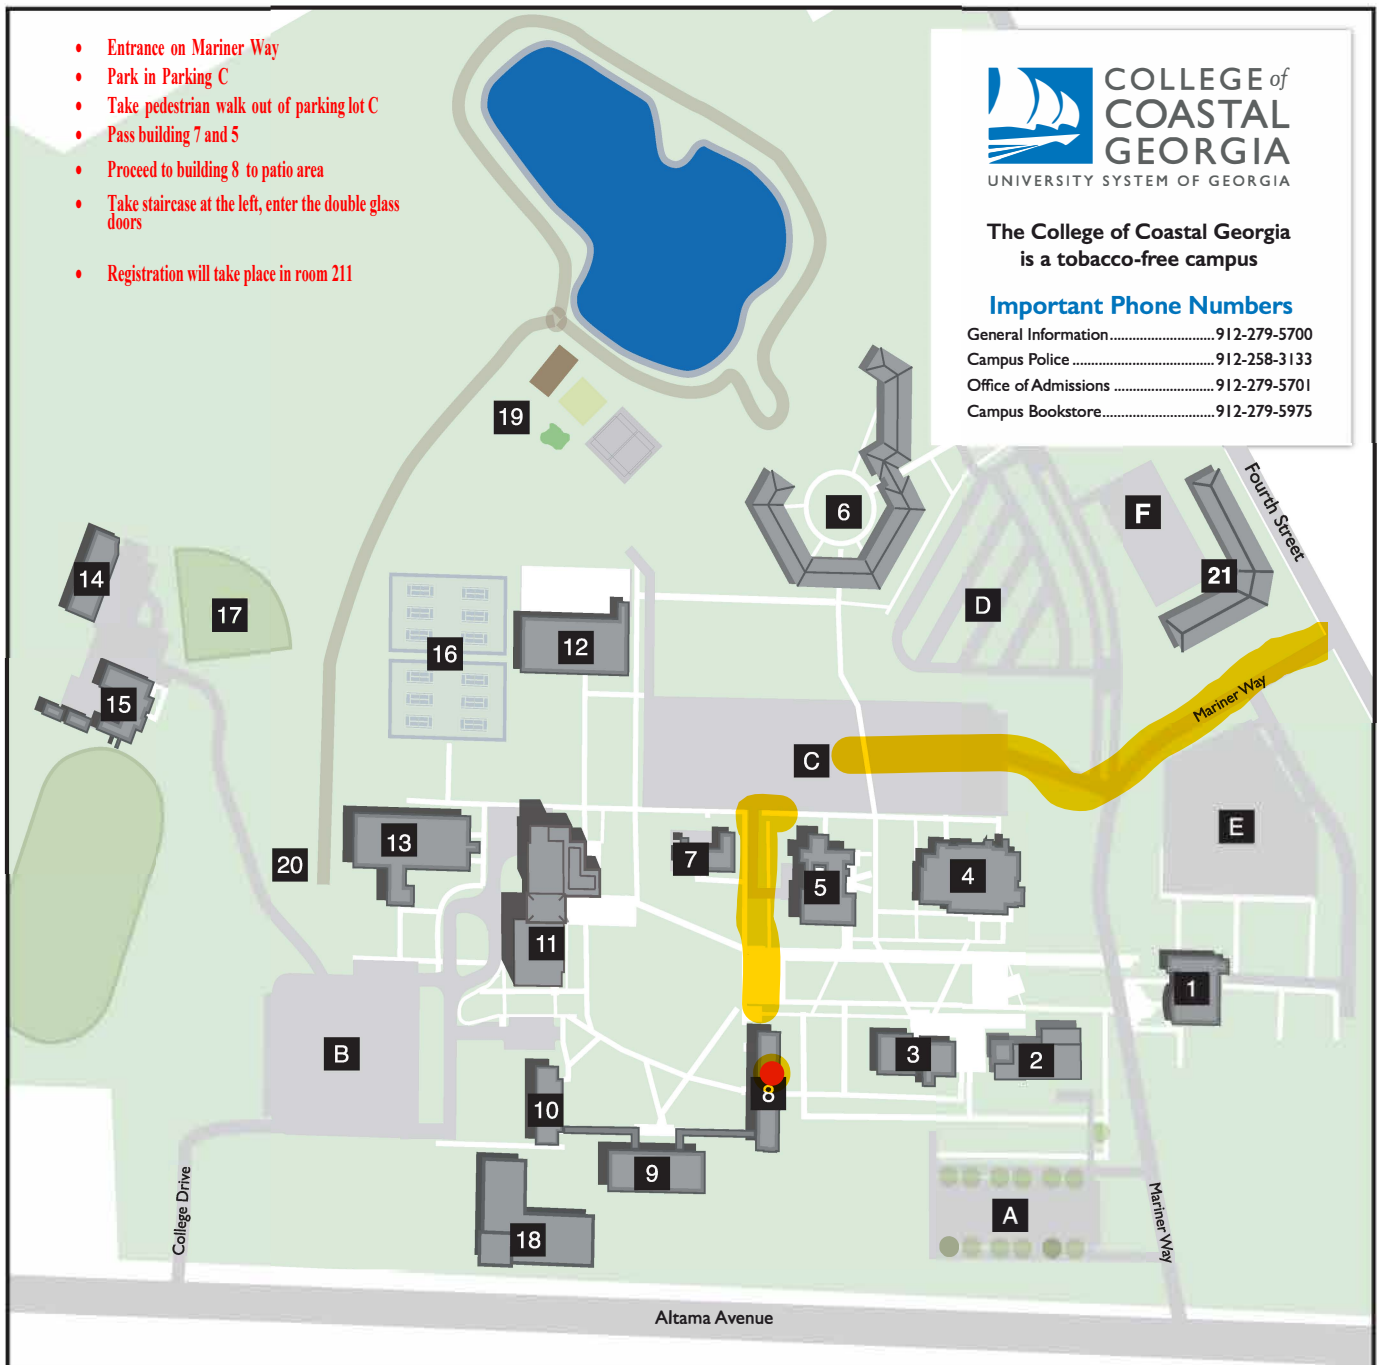 • Entrance on Mariner Way
• Park in Parking C
• Take pedestrian walk out of parking lot C
• Pass building 7 and 5
• Proceed to building 8 to patio area
• Take staircase at the left, enter the double glass
doors
• Registration will take place in room 211
COLLEGE of
COASTAL
GEORGIA
UNIVERSITY SYSTEM OF GEORGIA
The College of Coastal Georgia
is a tobacco-free campus
Important Phone Numbers
General Information............................912-279-5700
Campus Police .....................................912-258-3133
Office of Admissions ..........................912-279-5701
Campus Bookstore.............................912-279-5975
19
6
F
Fourth Street
21
14
17
D
16
12
15
Mariner Way
C
E
13
7
20
5
4
11
1
B
3
2
8
10
9
A
College Drive
Mariner Way
18
Altama Avenue